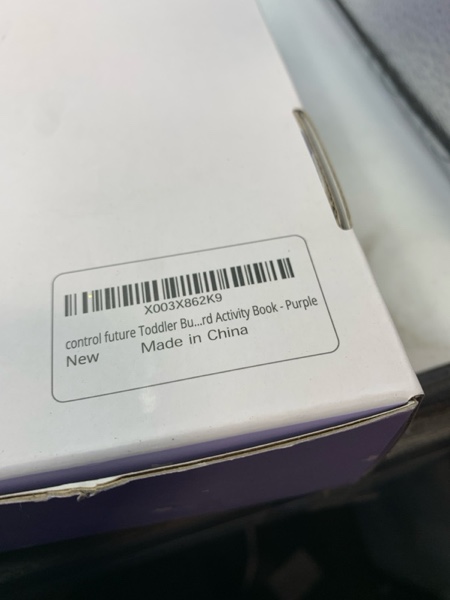 X003X862K9
control future Toddler Bu...rd Activity Book - Purple
New Made in China